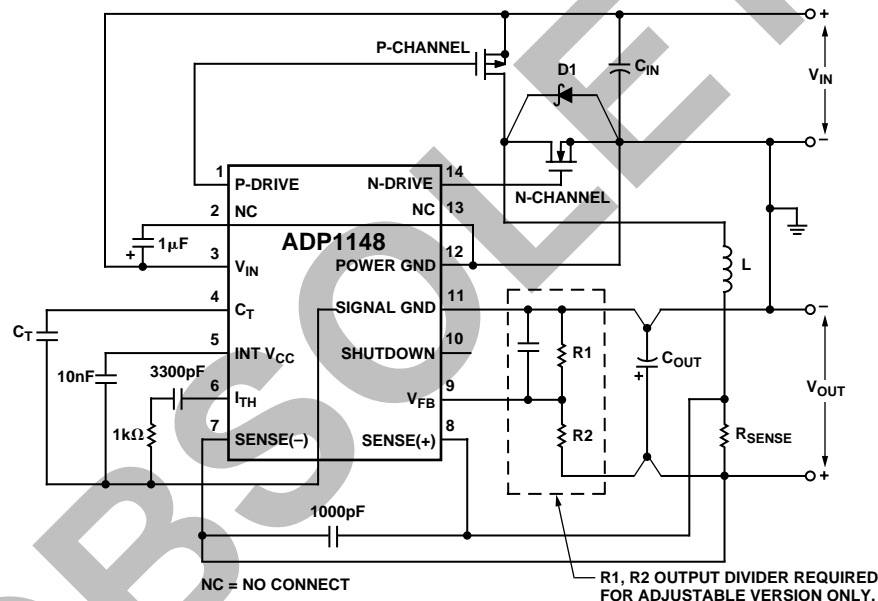 P-CHANNEL
D1
C_IN
+
V_IN
−
1
P-DRIVE
N-DRIVE
14
N-CHANNEL
2
NC
NC
13
ADP1148
1µF
+
3
V_IN
POWER GND
12
L
4
C_T
SIGNAL GND
11
−
C_T
5
INT V_CC
SHUTDOWN
10
R1
C_OUT
+
10nF
3300pF
6
I_TH
V_FB
9
V_OUT
1kΩ
7
SENSE(–)
SENSE(+)
8
R2
R_SENSE
+
1000pF
NC = NO CONNECT
R1, R2 OUTPUT DIVIDER REQUIRED
FOR ADJUSTABLE VERSION ONLY.
OBSOLETE